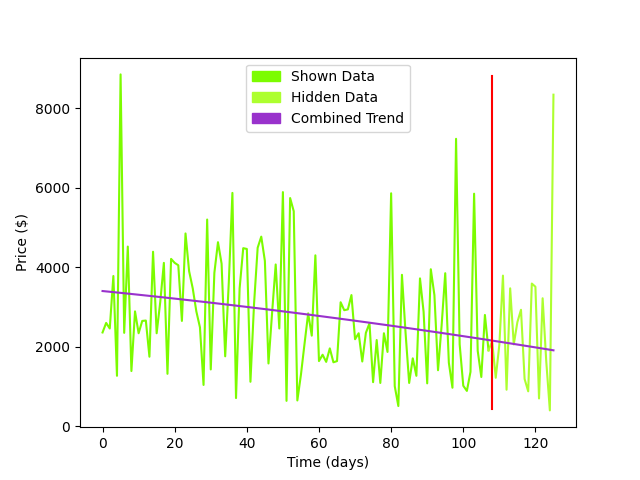 Shown Data
Hidden Data
Combined Trend
Price ($)
8000
6000
4000
2000
0
0 20 40 60 80 100 120
Time (days)